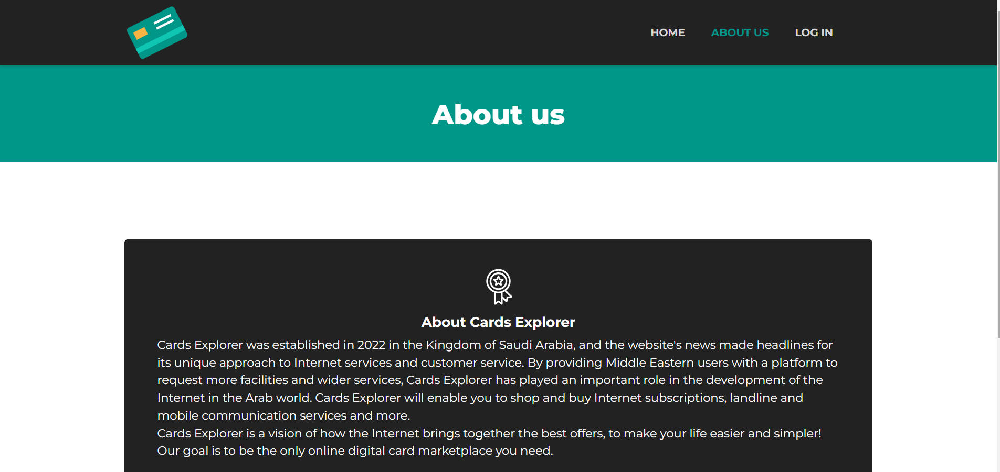 HOME ABOUT US LOG IN
About us
About Cards Explorer
Cards Explorer was established in 2022 in the Kingdom of Saudi Arabia, and the website's news made headlines for
its unique approach to Internet services and customer service. By providing Middle Eastern users with a platform to
request more facilities and wider services, Cards Explorer has played an important role in the development of the
Internet in the Arab world. Cards Explorer will enable you to shop and buy Internet subscriptions, landline and
mobile communication services and more.
Cards Explorer is a vision of how the Internet brings together the best offers, to make your life easier and simpler!
Our goal is to be the only online digital card marketplace you need.